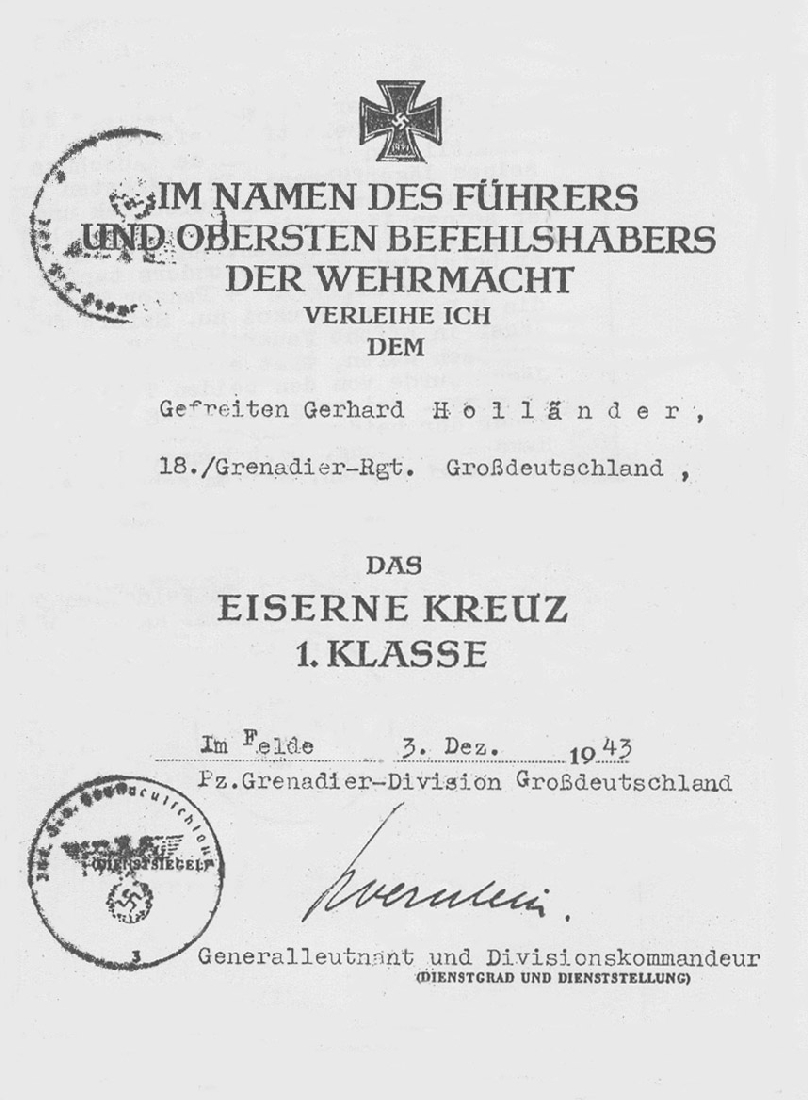 IM NAMEN DES FÜHRERS
UND OBERSTEN BEFEHLSHABERS
DER WEHRMACHT
VERLEIHE ICH
DEM
Gefreiten Gerhard Holländer,
18./Grenadier-Rgt. Großdeutschland,
DAS
EISERNE KREUZ
1. KLASSE
Im Felde 3. Dez. 1943
Pz.Grenadier-Division Großdeutschland
(DIENSTSIEGEL)
3
Generalleutnant und Divisionskommandeur
(DIENSTGRAD UND DIENSTSTELLUNG)